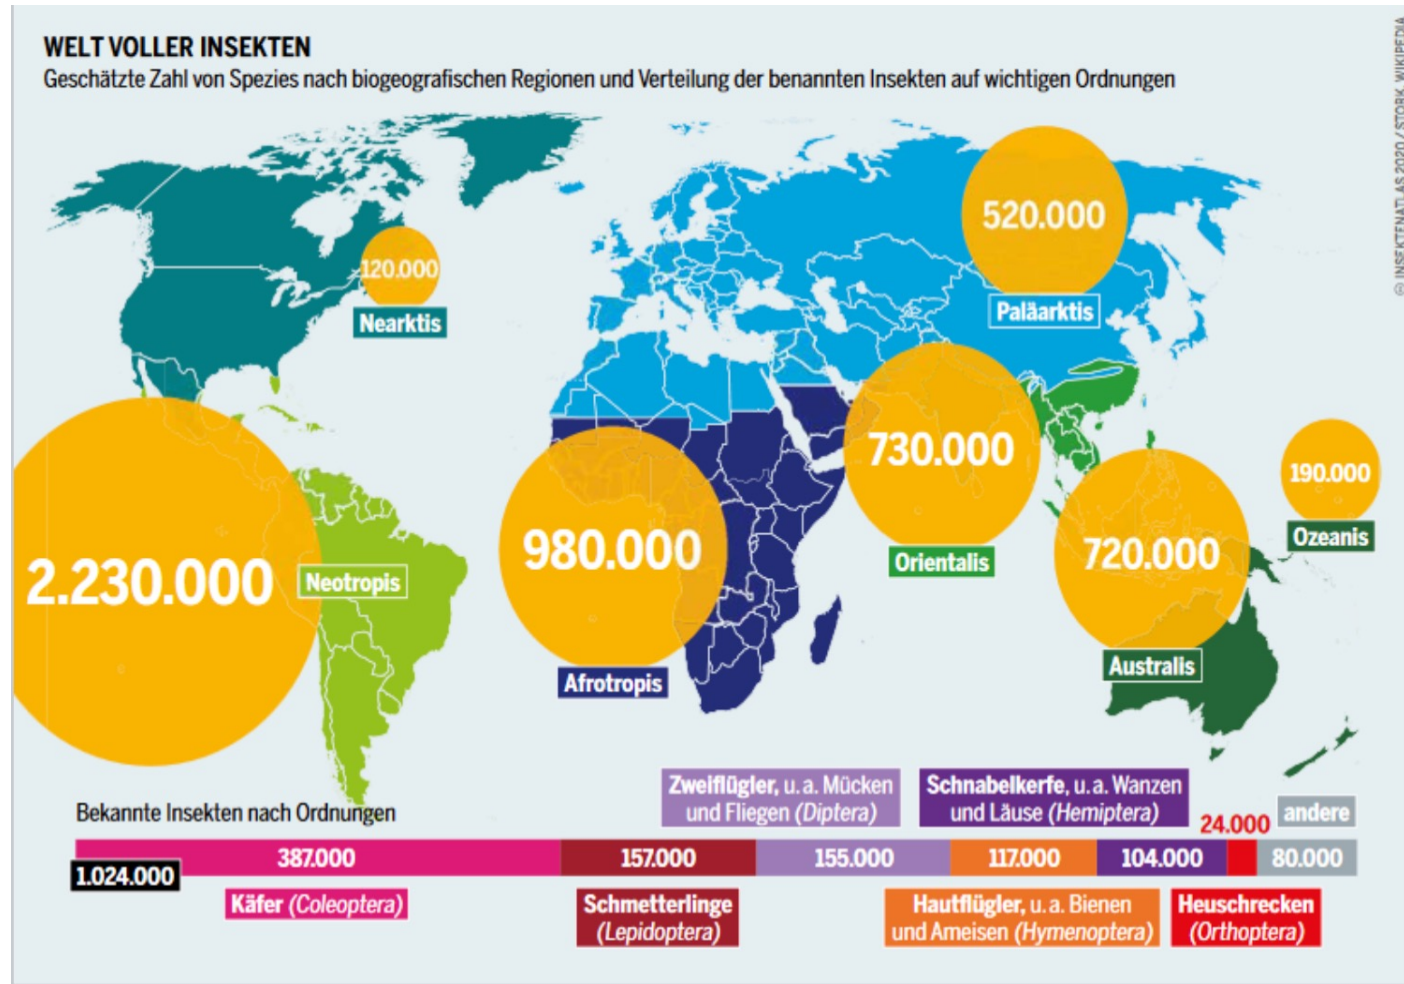 WELT VOLLER INSEKTEN
Geschätzte Zahl von Spezies nach biogeografischen Regionen und Verteilung der benannten Insekten auf wichtigen Ordnungen
© INSEKTENATLAS 2020 / STORK, WIKIPEDIA
520.000
Paläarktis
120.000
Nearktis
730.000
Orientalis
190.000
Ozeanis
980.000
Afrotropis
720.000
Australis
2.230.000
Neotropis
Bekannte Insekten nach Ordnungen
Zweiflügler, u. a. Mücken
und Fliegen (Diptera)
Schnabelkerfe, u. a. Wanzen
und Läuse (Hemiptera)
24.000
andere
1.024.000
387.000
157.000
155.000
117.000
104.000
80.000
Käfer (Coleoptera)
Schmetterlinge
(Lepidoptera)
Hautflügler, u. a. Bienen
und Ameisen (Hymenoptera)
Heuschrecken
(Orthoptera)